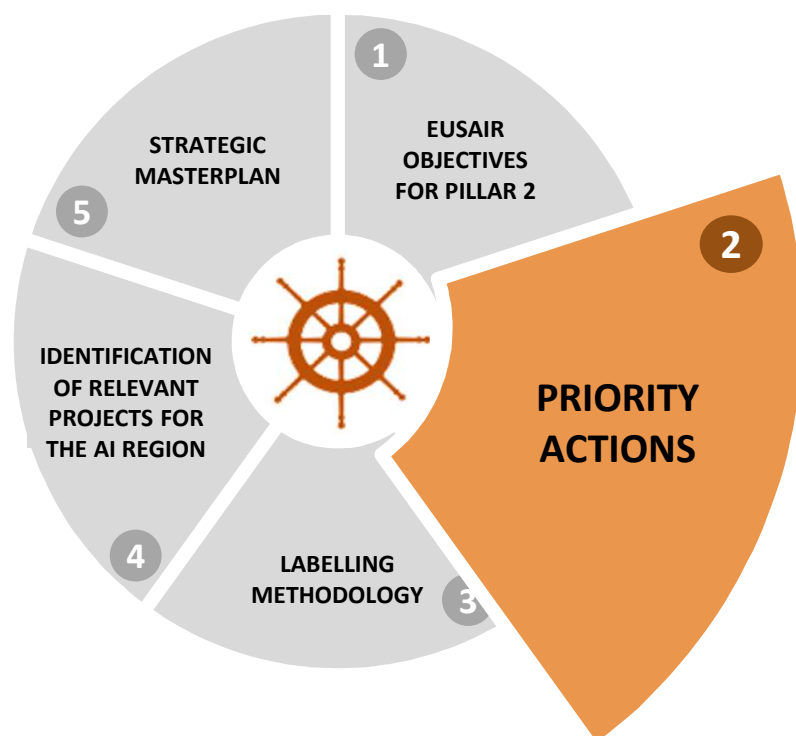 1
EUSAIR
OBJECTIVES
FOR PILLAR 2
2
PRIORITY
ACTIONS
3
LABELLING
METHODOLOGY
4
IDENTIFICATION
OF RELEVANT
PROJECTS FOR
THE AI REGION
5
STRATEGIC
MASTERPLAN